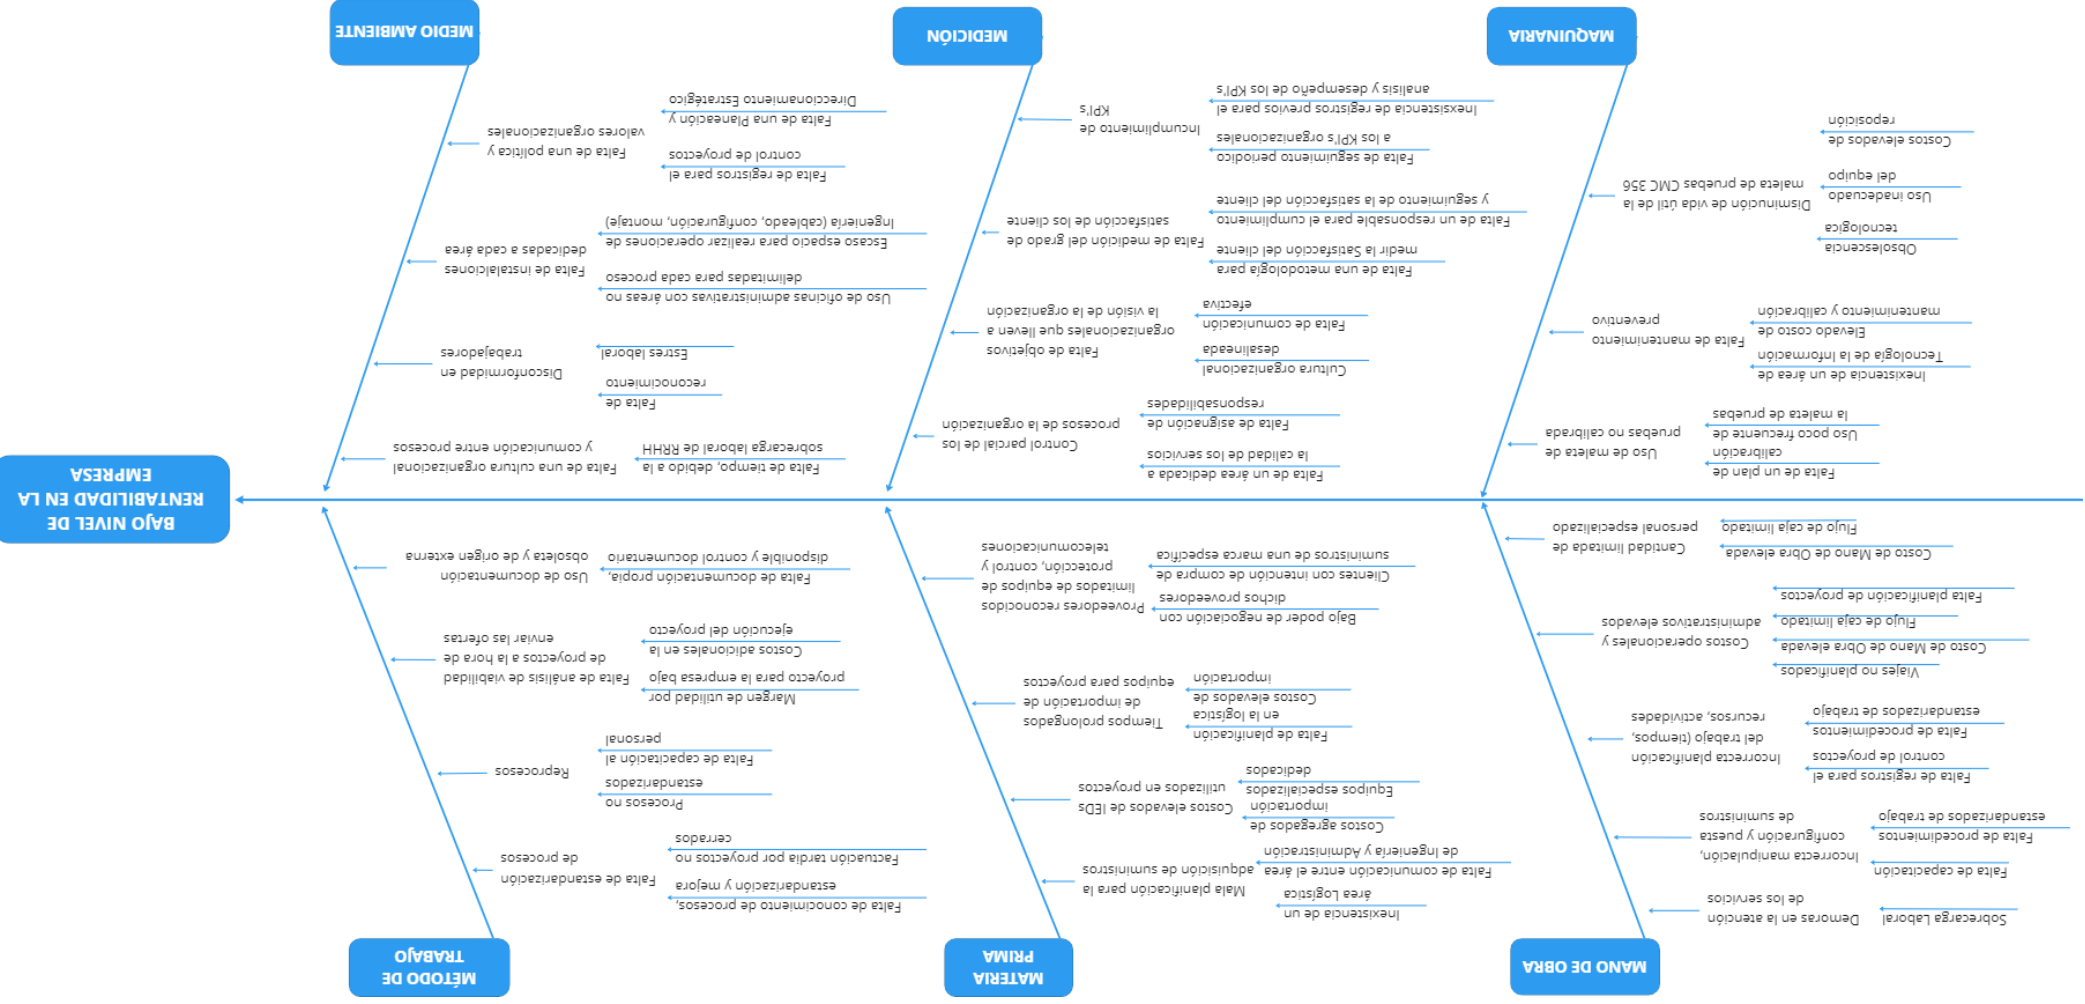 MANO DE OBRA
Sobrecarga Laboral
Demoras en la atención
de los servicios
Falta de capacitación
Falta de procedimientos
estandarizados de trabajo
Incorrecta manipulación,
configuración y puesta
de suministros
Falta de registros para el
control de proyectos
Falta de procedimientos
estandarizados de trabajo
Incorrecta planificación
del trabajo (tiempos,
recursos, actividades
Viajes no planificados
Costo de Mano de Obra elevada
Flujo de caja limitado
Falta planificación de proyectos
Costos operacionales y
administrativos elevados
Costo de Mano de Obra elevada
Flujo de caja limitado
Cantidad limitada de
personal especializado
MATERIA
PRIMA
Inexistencia de un
área Logística
Falta de comunicación entre el área
de Ingeniería y Administración
Mala planificación para la
adquisición de suministros
Costos agregados de
importación
Equipos especializados
dedicados
Costos elevados de IEDs
utilizados en proyectos
Falta de planificación
en la logística
Costos elevados de
importación
Tiempos prolongados
de importación de
equipos para proyectos
Bajo poder de negociación con
dichos proveedores
Clientes con intención de compra de
suministros de una marca específica
Proveedores reconocidos
limitados de equipos de
protección, control y
telecomunicaciones
MÉTODO DE
TRABAJO
Falta de conocimiento de procesos,
estandarización y mejora
Factuación tardia por proyectos no
cerrados
Falta de estandarización
de procesos
Procesos no
estandarizados
Falta de capacitación al
personal
Reprocesos
Margen de utilidad por
proyecto para la empresa bajo
Costos adicionales en la
ejecución del proyecto
Falta de análisis de viabilidad
de proyectos a la hora de
enviar las ofertas
Falta de documentación propia,
disponible y control documentario
Uso de documentación
obsoleta y de origen externa
BAJO NIVEL DE
RENTABILIDAD EN LA
EMPRESA
Falta de un plan de
calibración
Uso poco frecuente de
la maleta de pruebas
Uso de maleta de
pruebas no calibrada
Inexistencia de un área de
Tecnología de la Información
Elevado costo de
mantenimiento y calibración
Falta de mantenimiento
preventivo
Obsolescencia
tecnologica
Uso inadecuado
del equipo
Costos elevados de
reposición
Disminución de vida útil de la
maleta de pruebas CMC 356
MAQUINARIA
Falta de un área dedicada a
la calidad de los servicios
Falta de asignación de
responsabilidades
Control parcial de los
procesos de la organización
Cultura organizacional
desalineada
Falta de comunicación
efectiva
Falta de objetivos
organizacionales que lleven a
la visión de la organización
Falta de una metodología para
medir la Satisfacción del cliente
Falta de un responsable para el cumplimiento
y seguimiento de la satisfacción del cliente
Falta de medición del grado de
satisfacción de los cliente
Falta de seguimiento periodico
a los KPI's organizacionales
Inexsistencia de registros previos para el
analisis y desempeño de los KPI's
Incumplimiento de
KPI's
MEDICIÓN
Falta de tiempo, debido a la
sobrecarga laboral de RRHH
Falta de una cultura organizacional
y comunicación entre procesos
Falta de
reconocimiento
Estres laboral
Disconformidad en
trabajadores
Uso de oficinas administrativas con áreas no
delimitadas para cada proceso
Escaso espacio para realizar operaciones de
Ingeniería (cableado, configuración, montaje)
Falta de instalalciones
dedicadas a cada área
Falta de registros para el
control de proyectos
Falta de una Planeación y
Direccionamiento Estratégico
Falta de una política y
valores organizacionales
MEDIO AMBIENTE